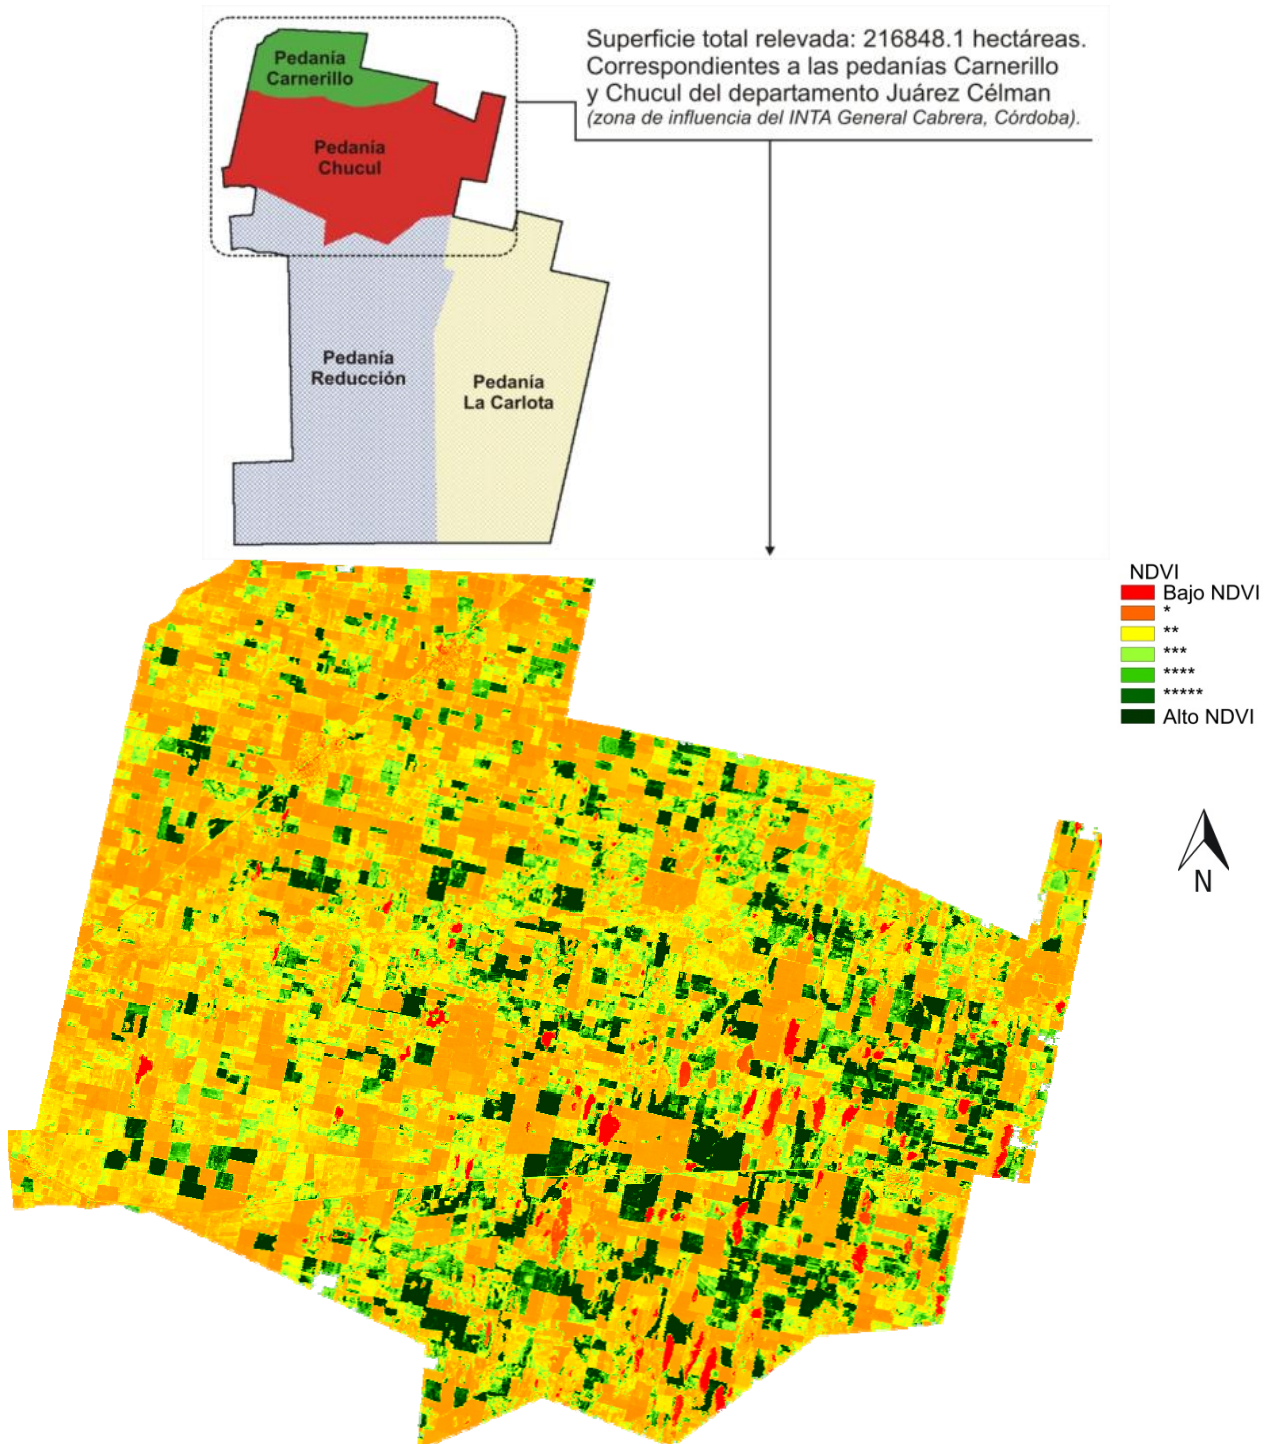 Pedanía
Carnerillo
Superficie total relevada: 216848.1 hectáreas.
Correspondientes a las pedanías Carnerillo
y Chucul del departamento Juárez Célman
(zona de influencia del INTA General Cabrera, Córdoba).
Pedanía
Chucul
Pedanía
Reducción
Pedanía
La Carlota
NDVI
Bajo NDVI
*
**
***
****
*****
Alto NDVI
N